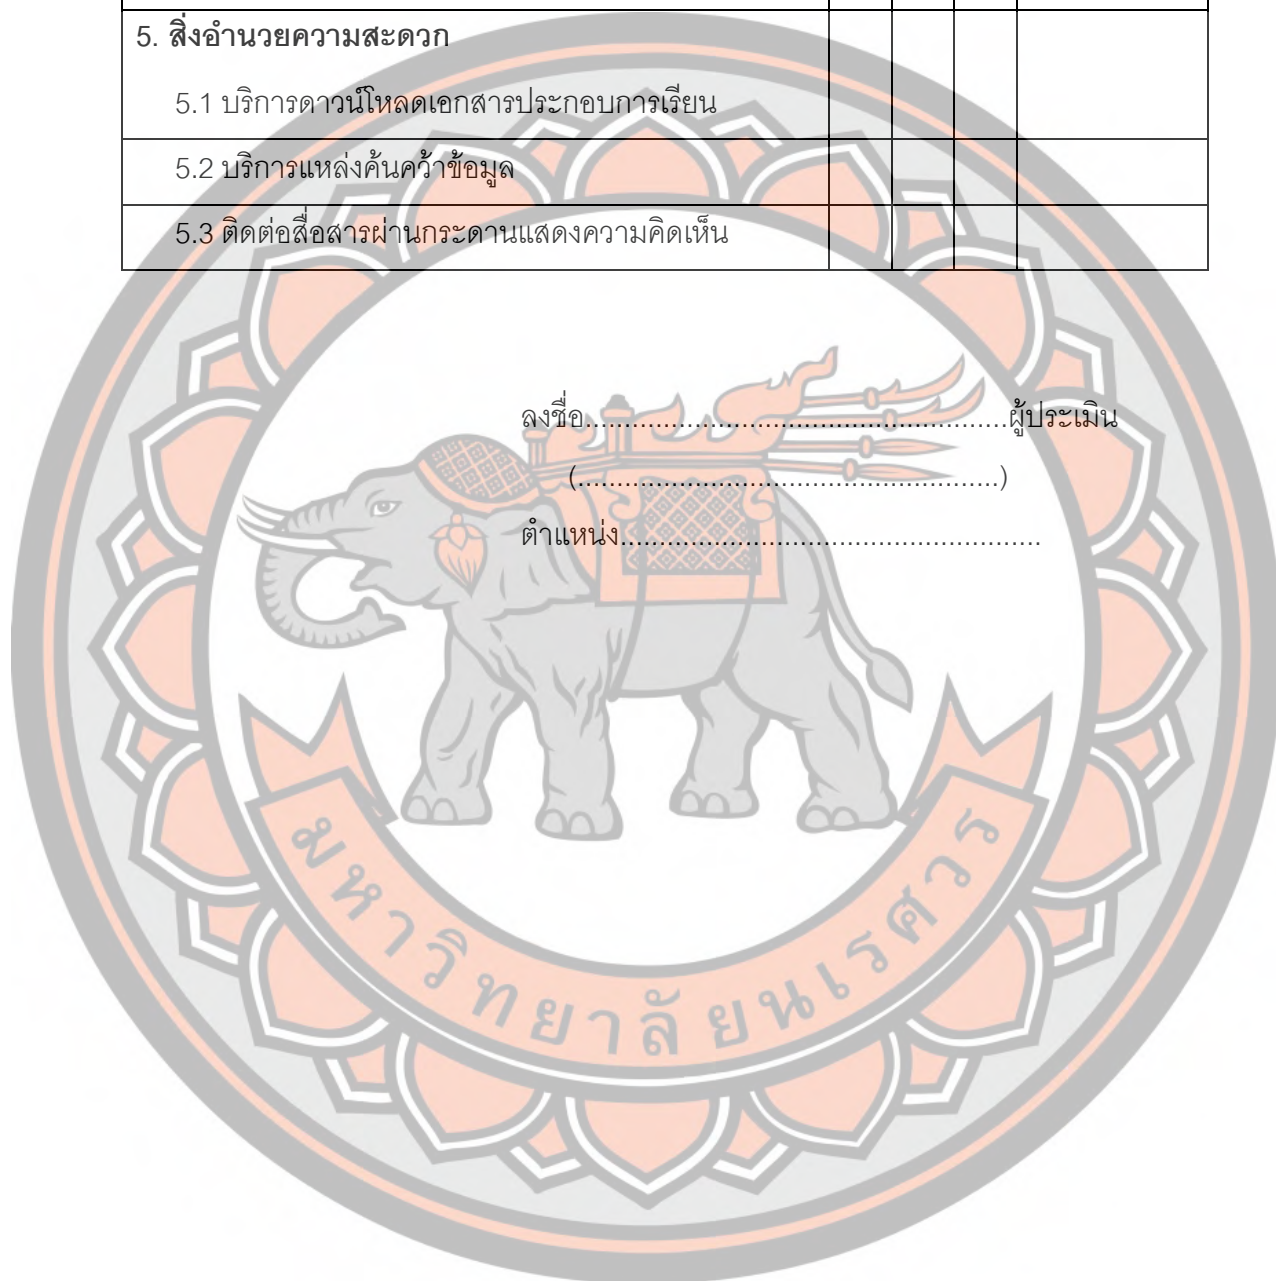 5. สิ่งอำนวยความสะดวก
5.1 บริการดาวน์โหลดเอกสารประกอบการเรียน
5.2 บริการแหล่งค้นคว้าข้อมูล
5.3 ติดต่อสื่อสารผ่านกระดานแสดงความคิดเห็น
ลงชื่อ......................................................ผู้ประเมิน
(......................................................)
ตำแหน่ง......................................................
มหาวิทยาลัยนเรศวร